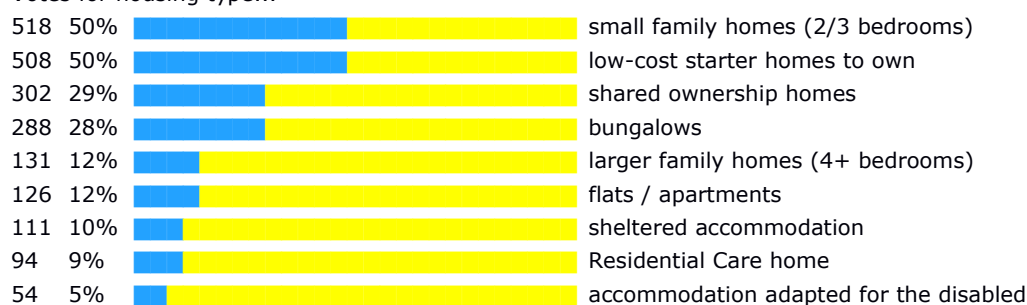 518 50% small family homes (2/3 bedrooms)
508 50% low-cost starter homes to own
302 29% shared ownership homes
288 28% bungalows
131 12% larger family homes (4+ bedrooms)
126 12% flats / apartments
111 10% sheltered accommodation
94 9% Residential Care home
54 5% accommodation adapted for the disabled